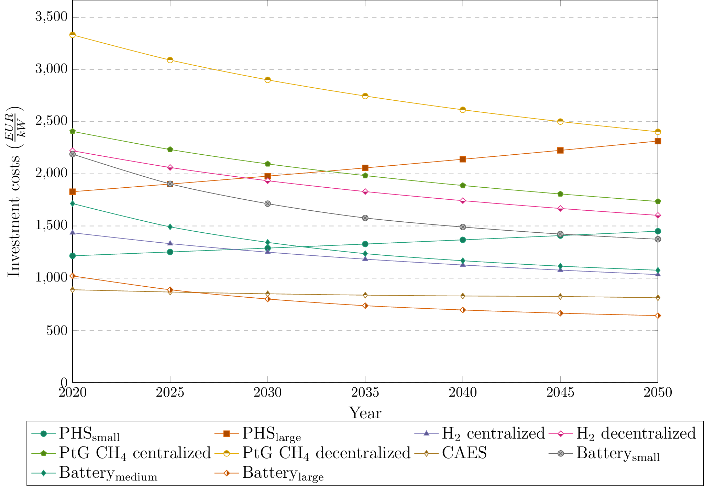 3,500
3,000
2,500
2,000
1,500
1,000
500
0
Investment costs (EUR/kW)
2020 2025 2030 2035 2040 2045 2050
Year
PHSsmall PHSlarge H2 centralized H2 decentralized
PtG CH4 centralized PtG CH4 decentralized CAES Batterysmall
Batterymedium Batterylarge